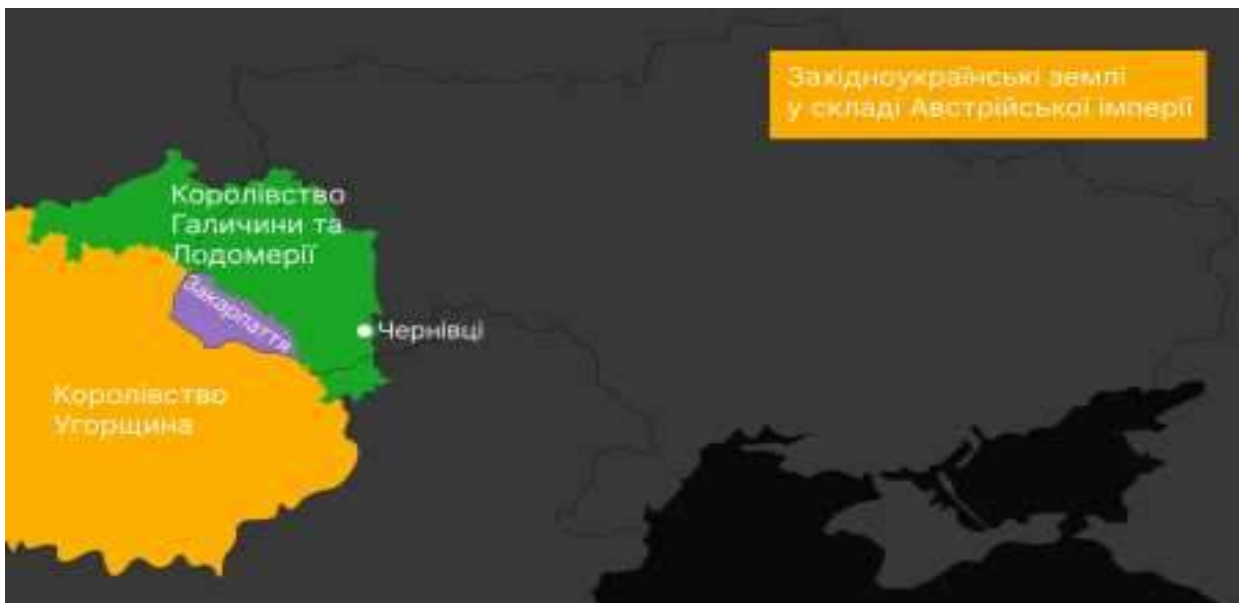 Західноукраїнські землі
у складі Австрійської імперії
Королівство
Галичини та
Лодомерії
Закарпаття
Чернівці
Королівство
Угорщина